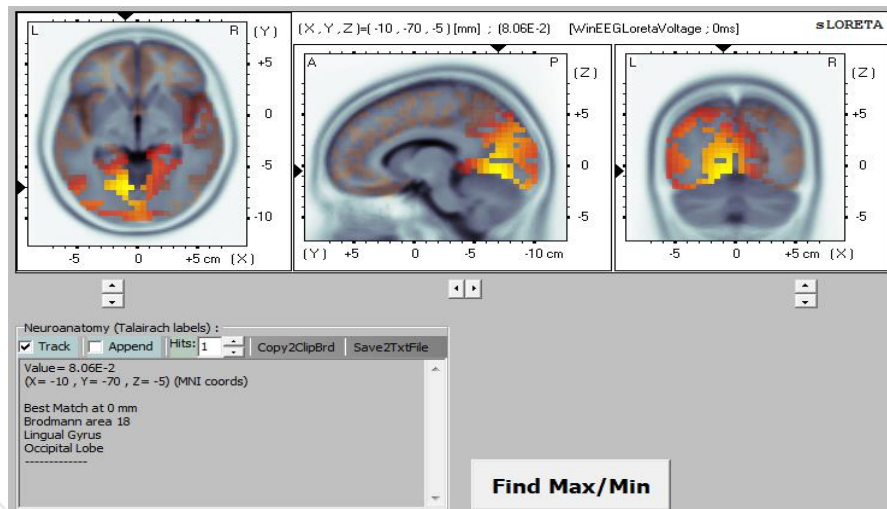 L R (Y) (X, Y, Z)=( -10 , -70 , -5) [mm] ; (8.06E-2) [WinEEGLoretaVoltage ; 0ms] sLORETA
+5 0 -5 -10
-5 0 +5 cm (X)
A P (Z)
+5 0 -5
(Y) +5 0 -5 -10 cm
L R (Z)
+5 0 -5
-5 0 +5 cm (X)
Neuroanatomy (Talairach labels) :
Track Append Hits: 1 Copy2ClipBrd Save2TxtFile
Value= 8.06E-2
(X= -10 , Y= -70 , Z= -5) (MNI coords)
Best Match at 0 mm
Brodmann area 18
Lingual Gyrus
Occipital Lobe
-------------
Find Max/Min